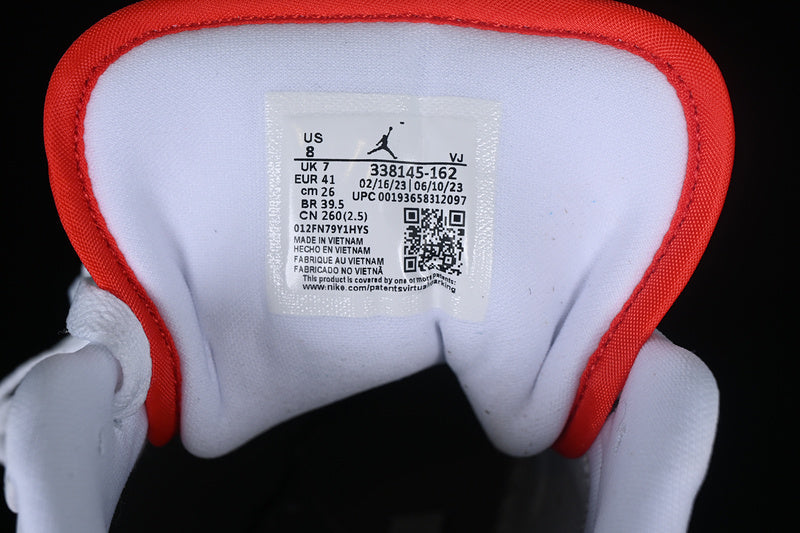 US
8
VJ
UK 7
338145-162
EUR 41
02/16/23 | 06/10/23
cm 26
UPC 00193658312097
BR 39.5
CN 260(2.5)
012FN79Y1HYS
MADE IN VIETNAM
HECHO EN VIETNAM
FABRIQUE AU VIETNAM
FABRICADO NO VIETNÃ
This product is covered by one or more patents:
www.nike.com/patentsvirtualmarking